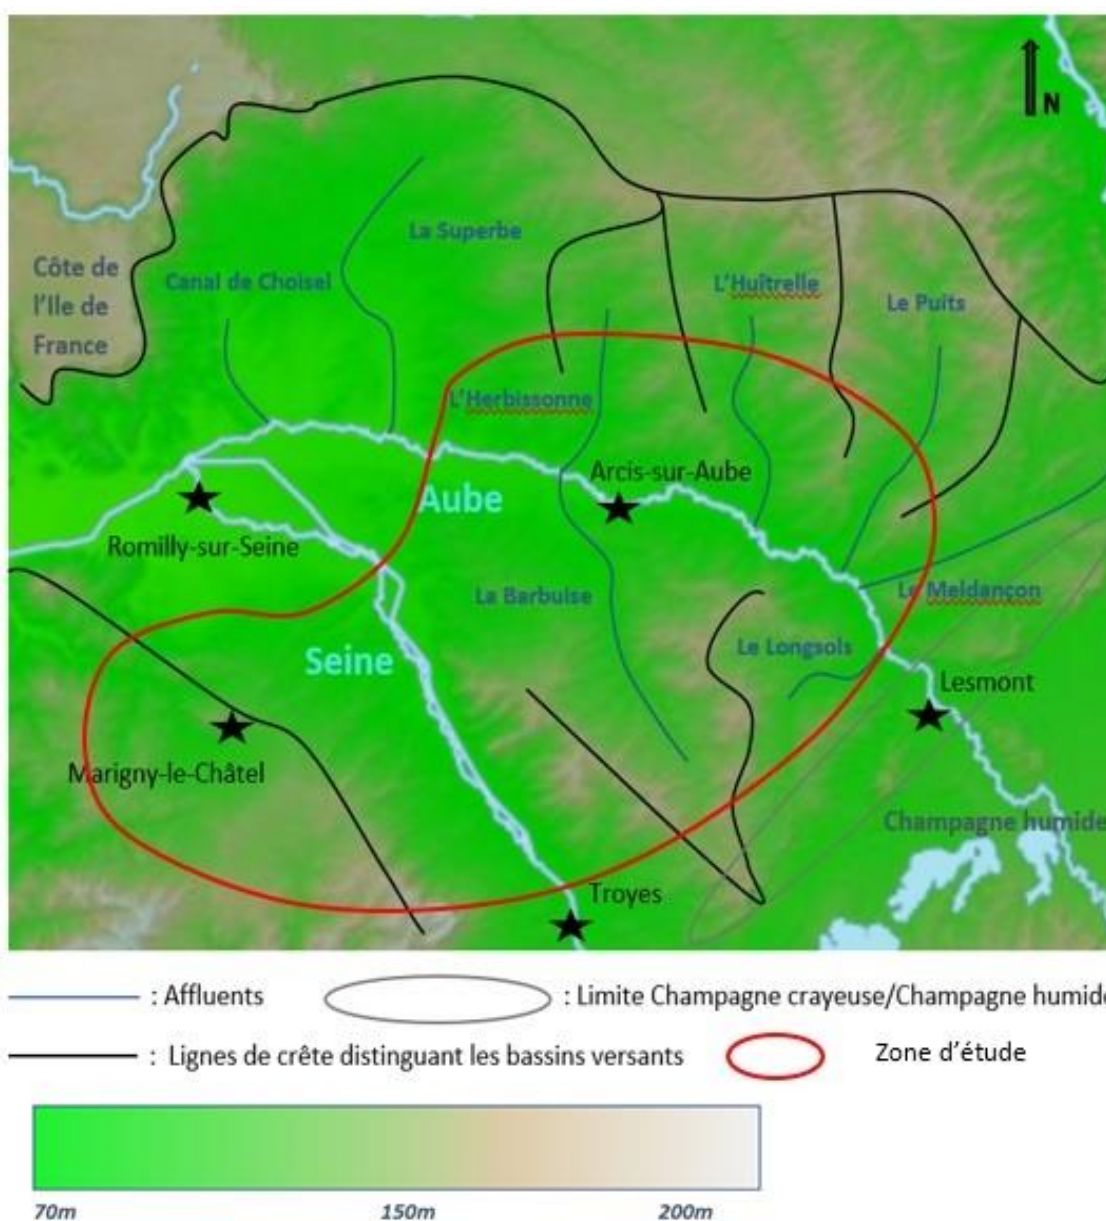 N
La Superbe
Côte de
l'Ile de
France
Canal de Choisel
L'Huîtrelle
Le Puits
L'Herbissonne
Arcis-sur-Aube
Aube
Romilly-sur-Seine
La Barbuise
Le Meldançon
Seine
Le Longsols
Lesmont
Marigny-le-Châtel
Champagne humide
Troyes
: Affluents
: Limite Champagne crayeuse/Champagne humid
: Lignes de crête distinguant les bassins versants
Zone d'étude
70m
150m
200m